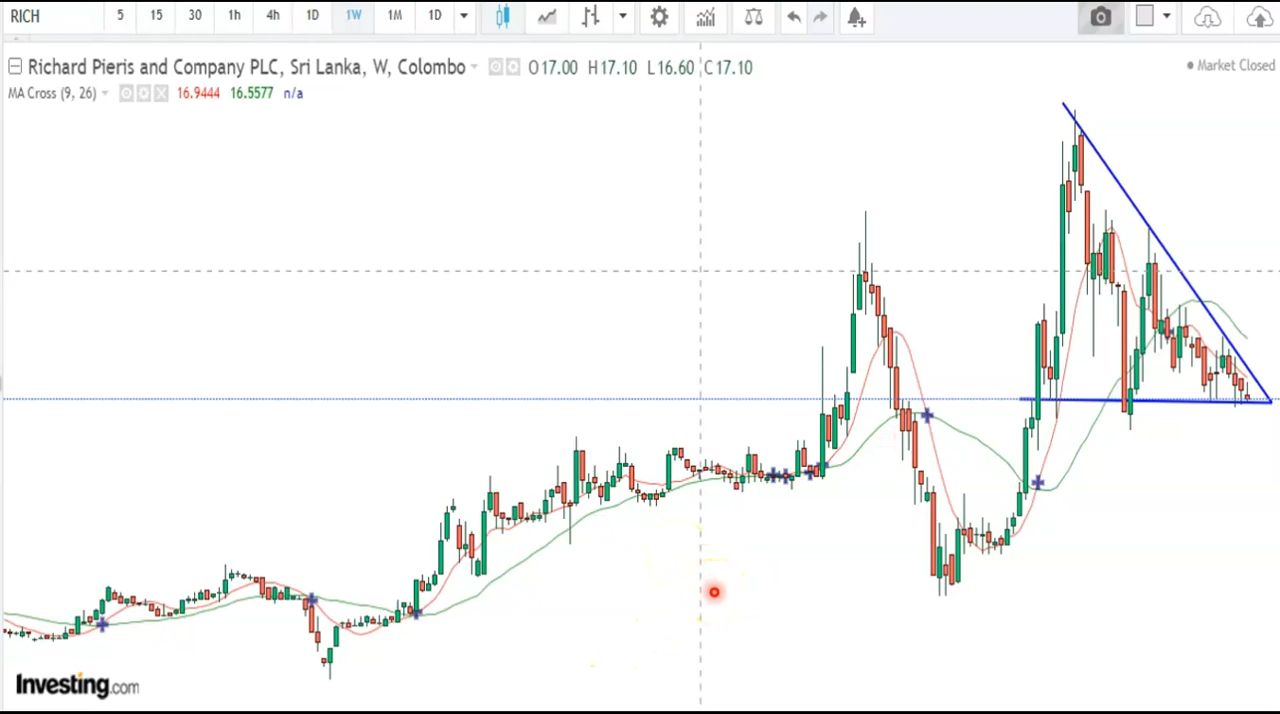 RICH 5 15 30 1h 4h 1D 1W 1M 1D
Richard Pieris and Company PLC, Sri Lanka, W, Colombo O17.00 H17.10 L16.60 C17.10
Market Closed
MA Cross (9, 26) 16.9444 16.5577 n/a
Investing.com